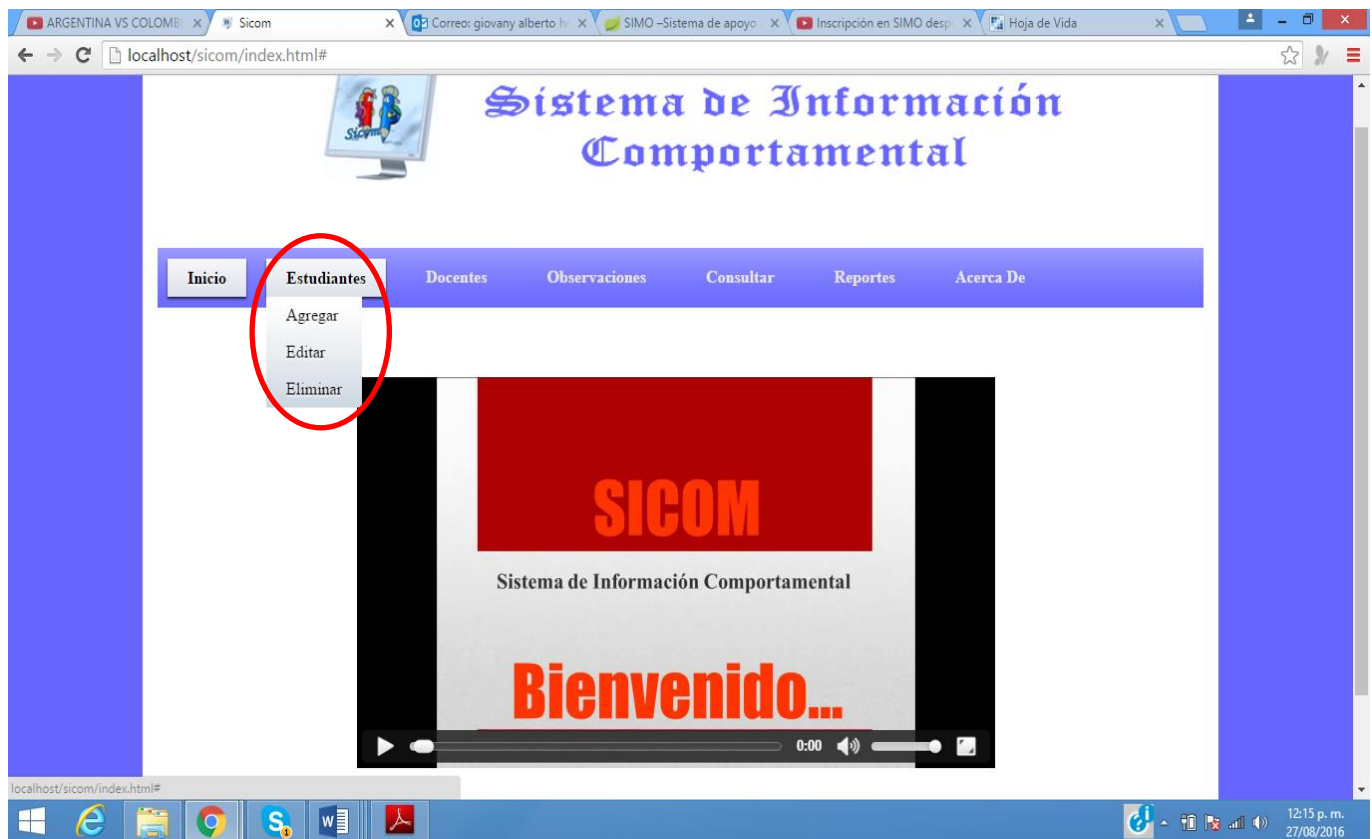 ARGENTINA VS COLOMB
Sicom
Correo: giovany alberto h
SIMO –Sistema de apoyo
Inscripción en SIMO desp
Hoja de Vida
localhost/sicom/index.html#
Sicom
Sistema de Información
Comportamental
Inicio Estudiantes Docentes Observaciones Consultar Reportes Acerca De
Agregar
Editar
Eliminar
SICOM
Sistema de Información Comportamental
Bienvenido...
0:00
localhost/sicom/index.html#
12:15 p. m.
27/08/2016